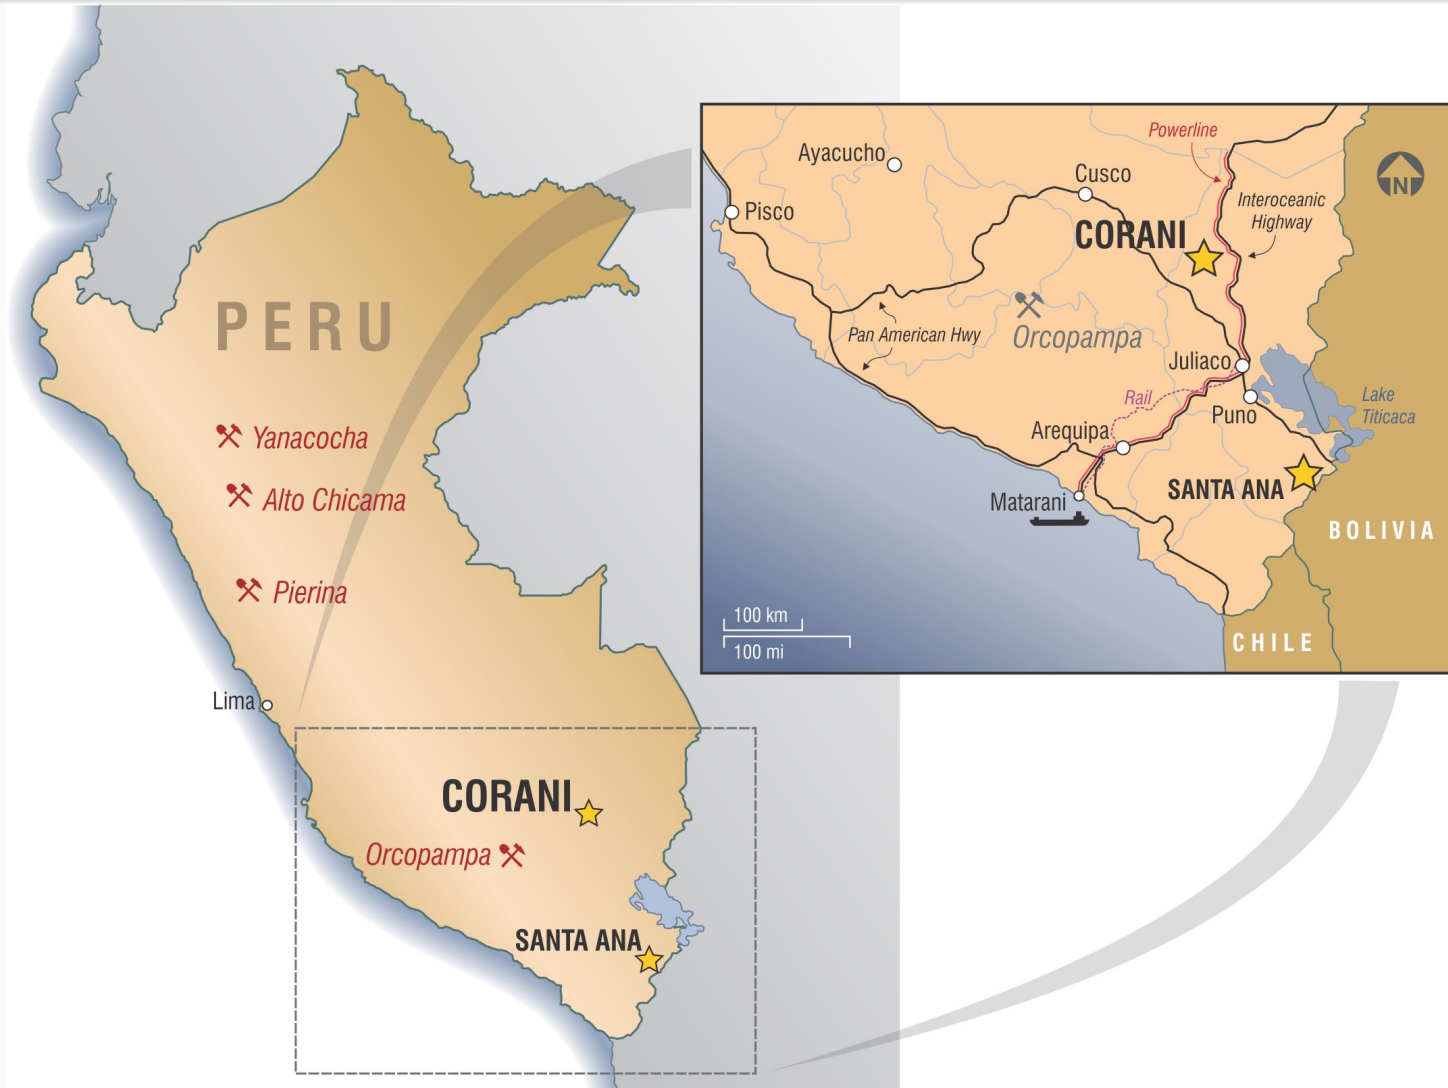 PERU
Yanacocha
Alto Chicama
Pierina
Lima
CORANI
Orcopampa
SANTA ANA
Ayacucho
Pisco
Cusco
Powerline
Interoceanic
Highway
N
CORANI
Orcopampa
Pan American Hwy
Juliaco
Rail
Puno
Lake
Titicaca
Arequipa
Matarani
SANTA ANA
BOLIVIA
CHILE
100 km
100 mi